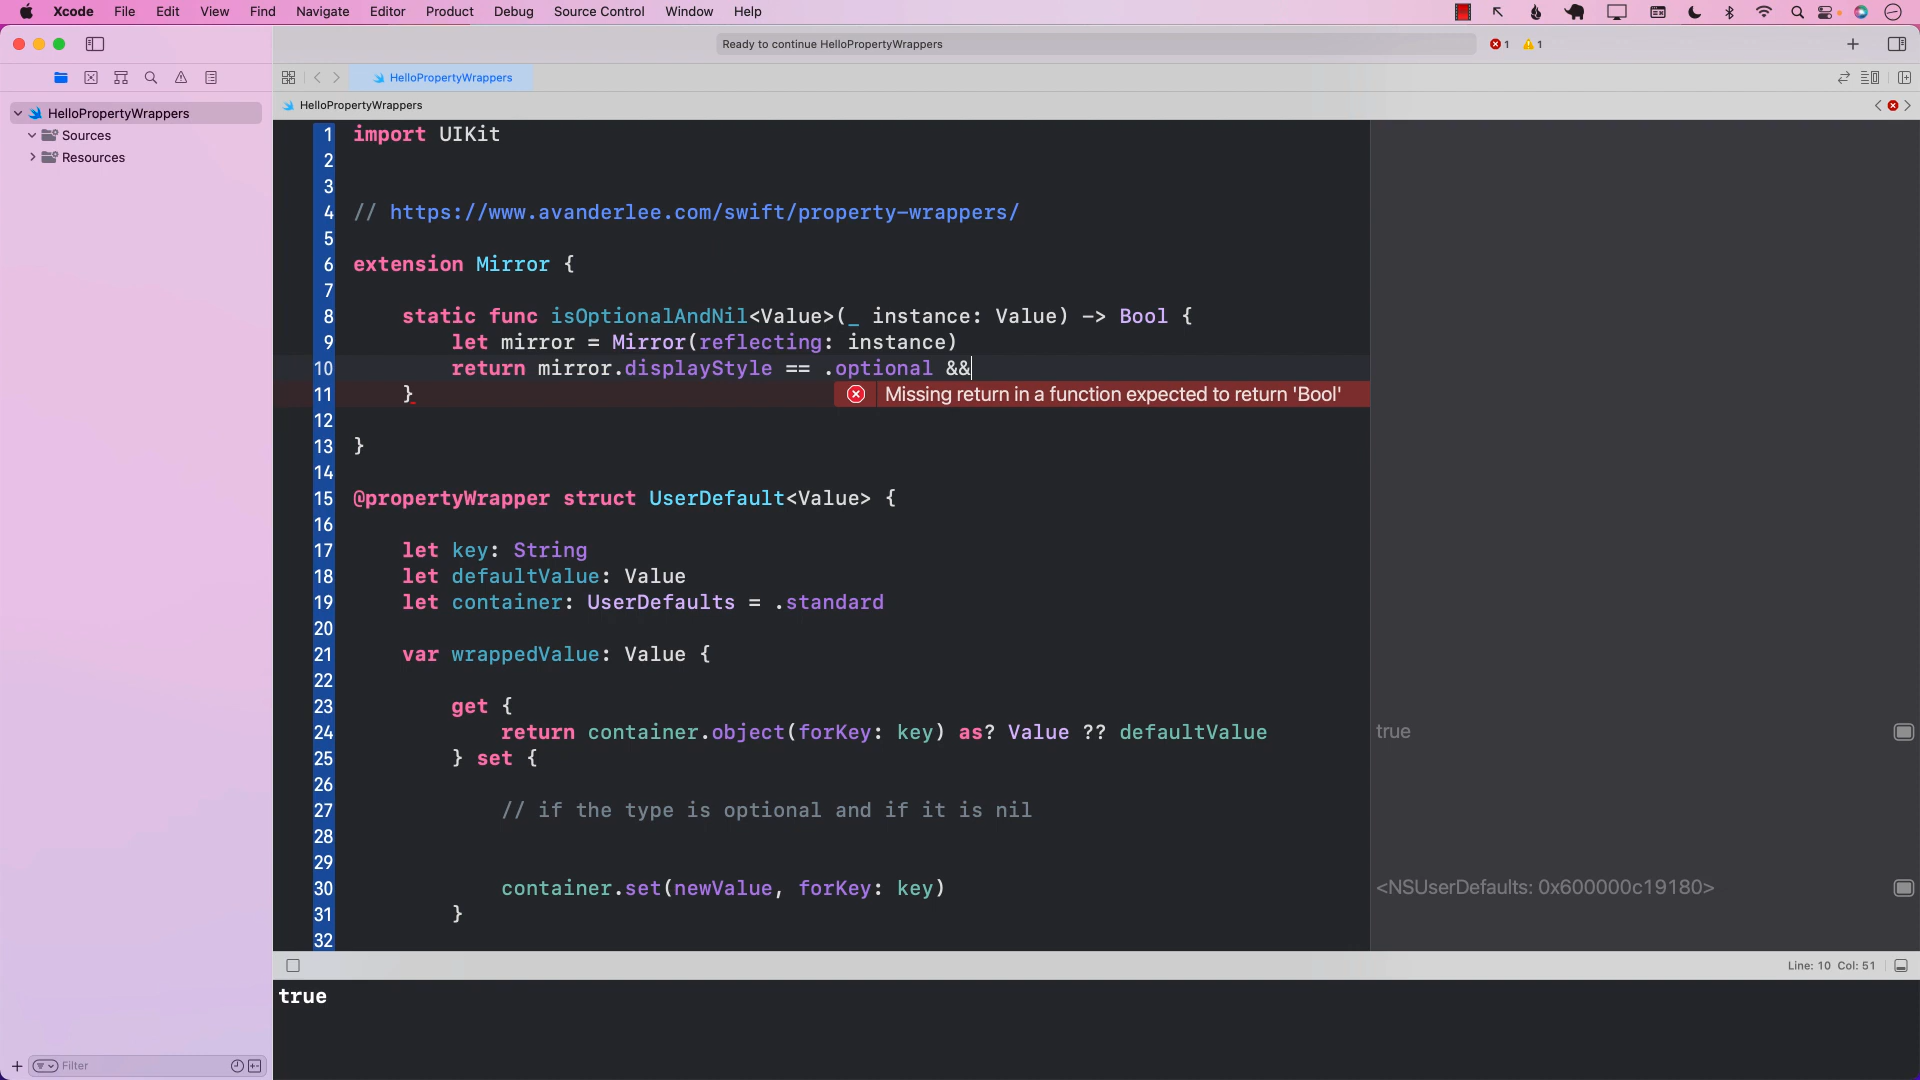 Xcode File Edit View Find Navigate Editor Product Debug Source Control Window Help
Ready to continue HelloPropertyWrappers
1 1
HelloPropertyWrappers
HelloPropertyWrappers
HelloPropertyWrappers
Sources
Resources
1 import UIKit
2
3
4 // https://www.avanderlee.com/swift/property-wrappers/
5
6 extension Mirror {
7
8 static func isOptionalAndNil<Value>(_ instance: Value) -> Bool {
9 let mirror = Mirror(reflecting: instance)
10 return mirror.displayStyle == .optional &&
11 } Missing return in a function expected to return 'Bool'
12
13 }
14
15 @propertyWrapper struct UserDefault<Value> {
16
17 let key: String
18 let defaultValue: Value
19 let container: UserDefaults = .standard
20
21 var wrappedValue: Value {
22
23 get {
24 return container.object(forKey: key) as? Value ?? defaultValue true
25 } set {
26
27 // if the type is optional and if it is nil
28
29
30 container.set(newValue, forKey: key) <NSUserDefaults: 0x600000c19180>
31 }
32
Line: 10 Col: 51
true
Filter